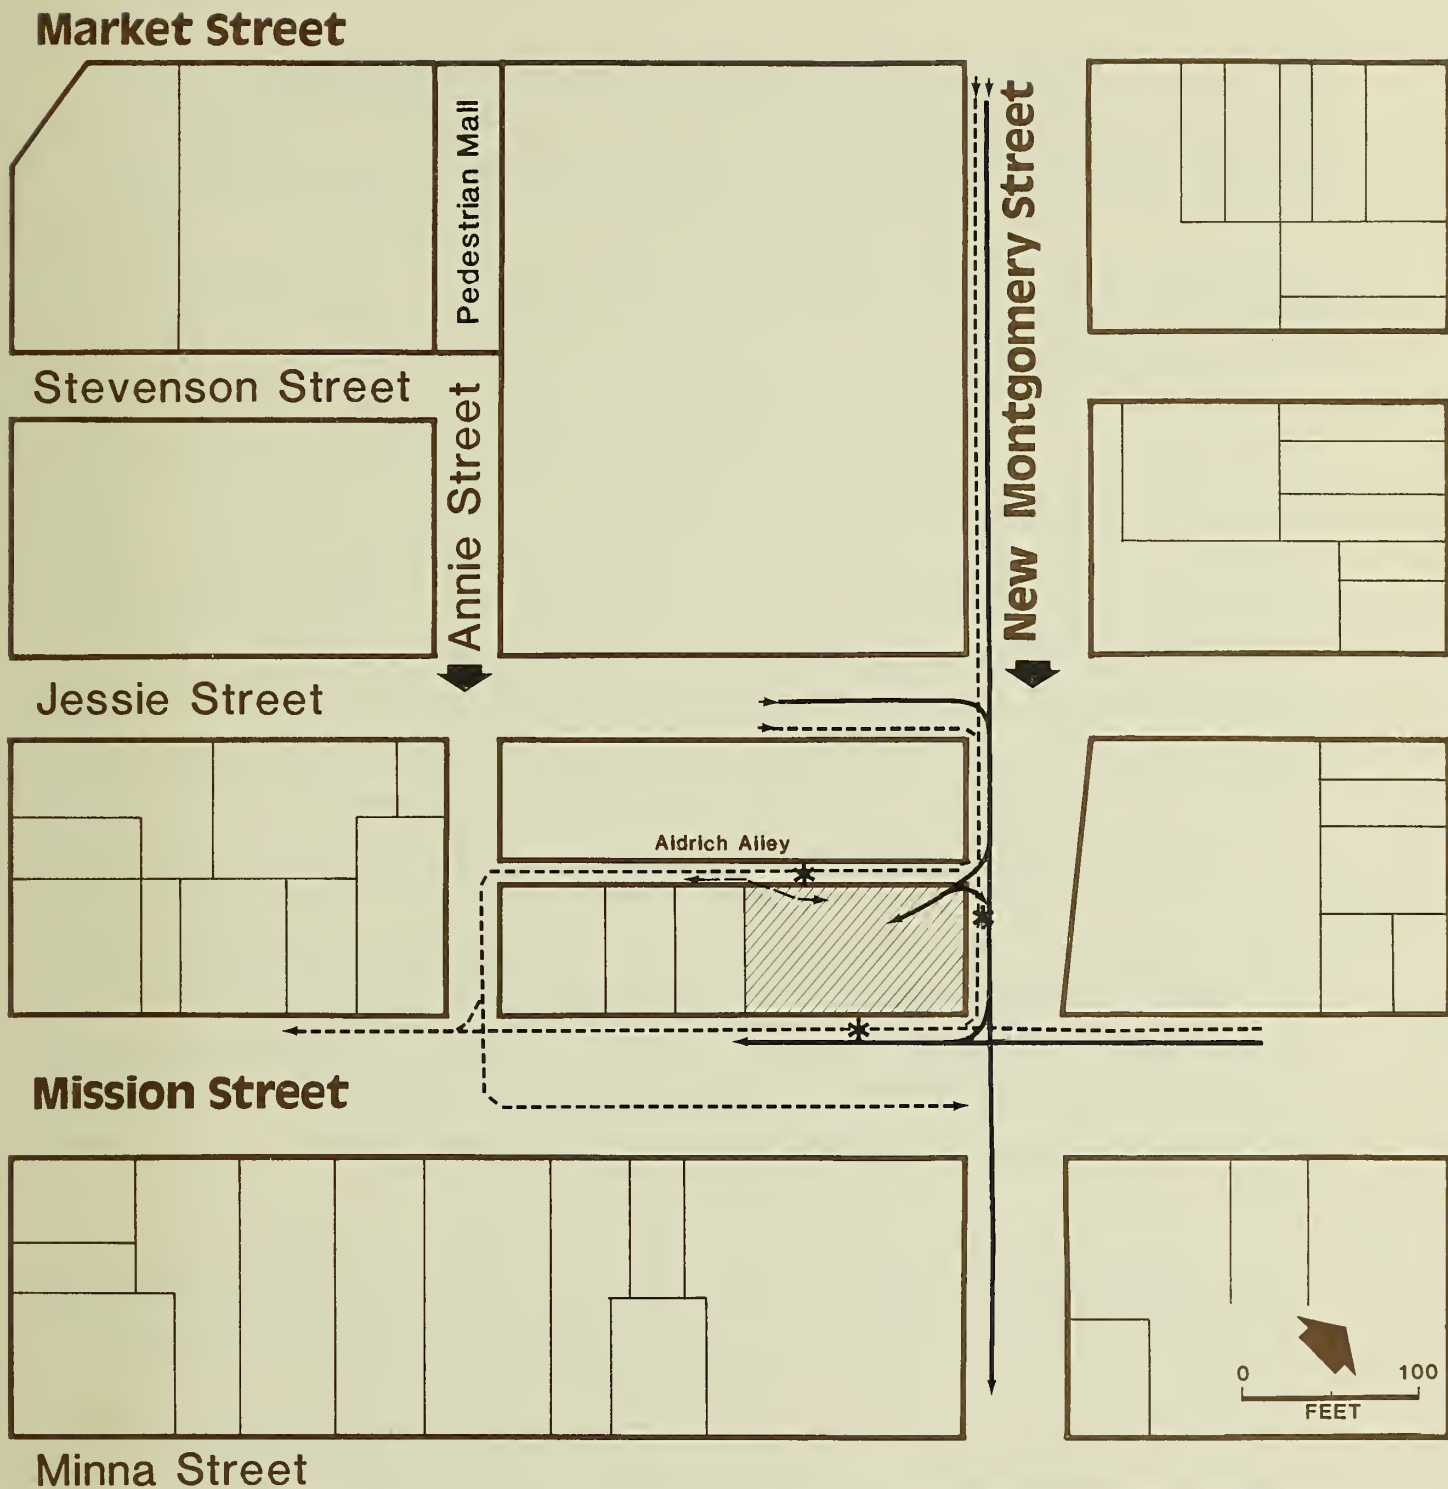 Market Street
Pedestrian Mall
New Montgomery Street
Stevenson Street
Annie Street
Jessie Street
Aldrich Alley
Mission Street
0 100
FEET
Minna Street